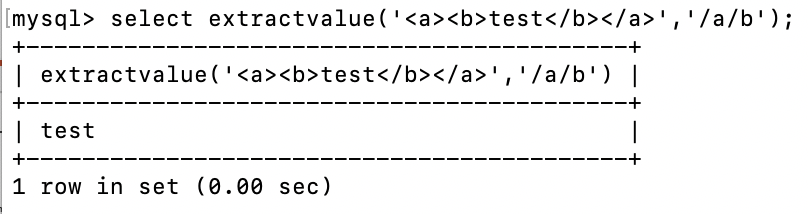 mysql> select extractvalue('<a><b>test</b></a>','/a/b');
+-------------------------------------------+
| extractvalue('<a><b>test</b></a>','/a/b') |
+-------------------------------------------+
| test                                      |
+-------------------------------------------+
1 row in set (0.00 sec)